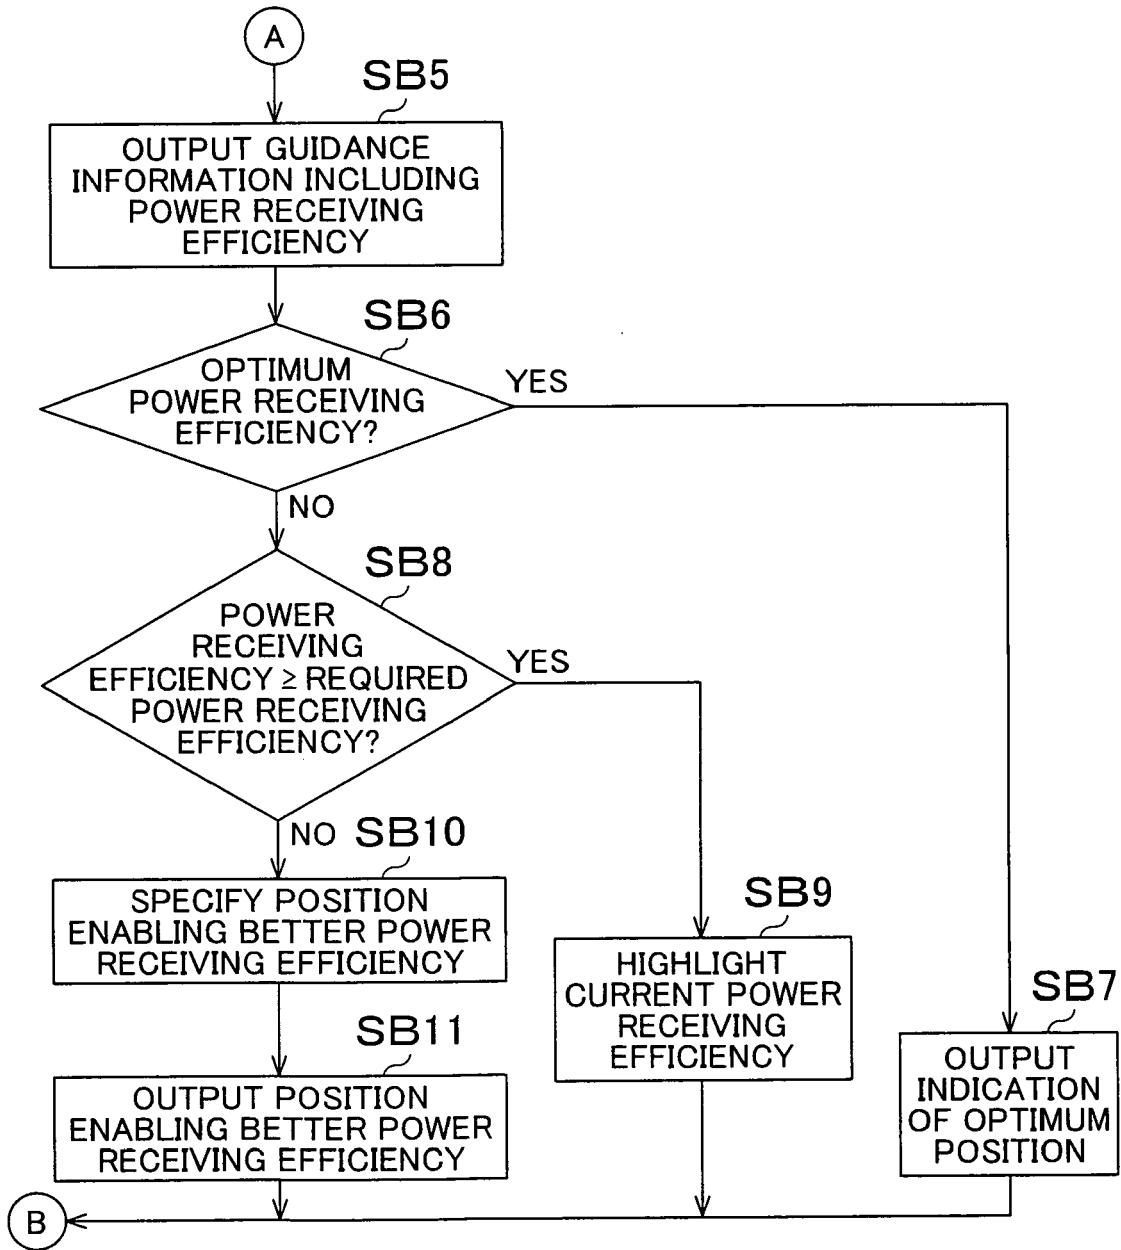 A
SB5
OUTPUT GUIDANCE
INFORMATION INCLUDING
POWER RECEIVING
EFFICIENCY
SB6
OPTIMUM
POWER RECEIVING
EFFICIENCY?
YES
NO
SB8
POWER
RECEIVING
EFFICIENCY ≥ REQUIRED
POWER RECEIVING
EFFICIENCY?
YES
NO
SB10
SPECIFY POSITION
ENABLING BETTER POWER
RECEIVING EFFICIENCY
SB9
HIGHLIGHT
CURRENT POWER
RECEIVING
EFFICIENCY
SB7
OUTPUT
INDICATION
OF OPTIMUM
POSITION
SB11
OUTPUT POSITION
ENABLING BETTER POWER
RECEIVING EFFICIENCY
B